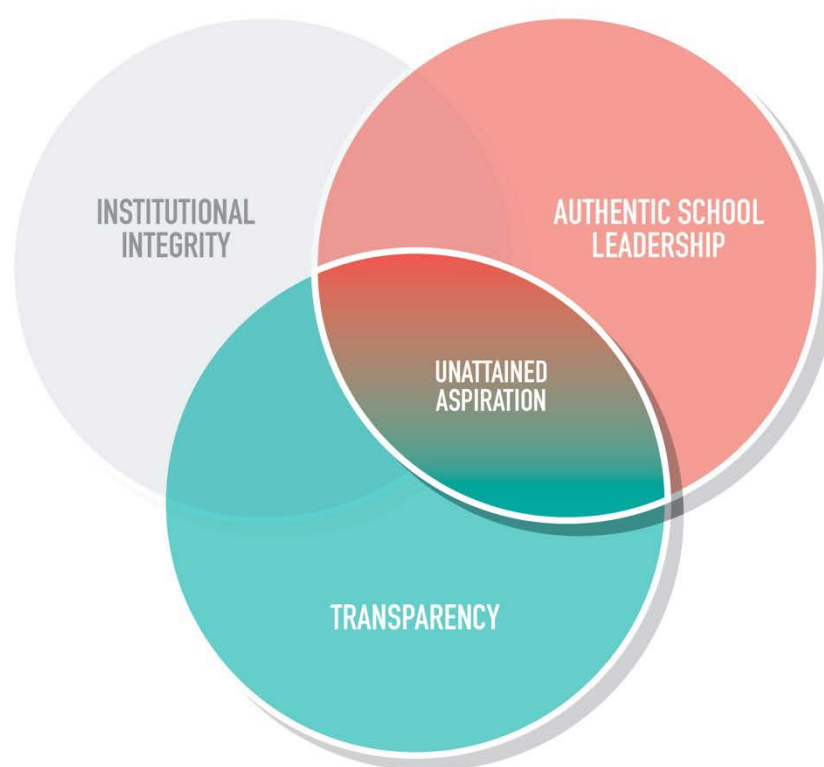 INSTITUTIONAL
INTEGRITY
AUTHENTIC SCHOOL
LEADERSHIP
UNATTAINED
ASPIRATION
TRANSPARENCY